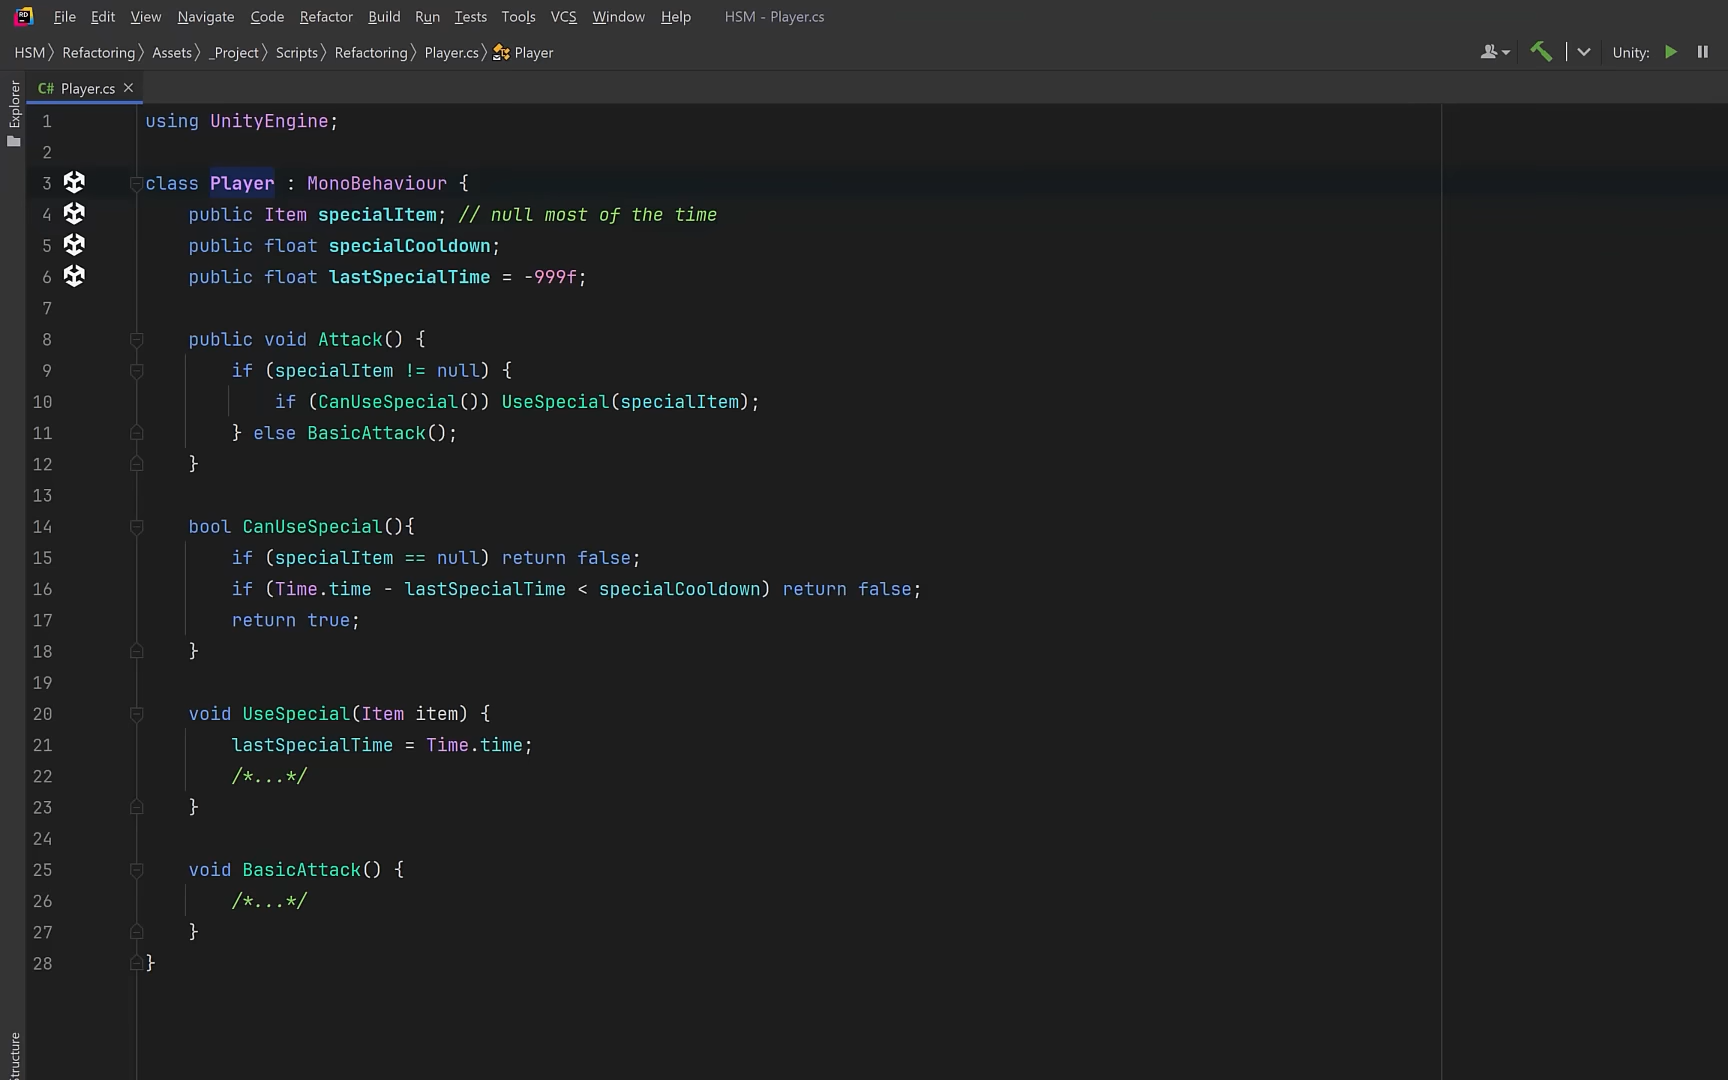 RD File Edit View Navigate Code Refactor Build Run Tests Tools VCS Window Help HSM - Player.cs
HSM Refactoring Assets _Project Scripts Refactoring Player.cs Player Unity:
Explorer
C# Player.cs
1 using UnityEngine;
2
3 class Player : MonoBehaviour {
4 public Item specialItem; // null most of the time
5 public float specialCooldown;
6 public float lastSpecialTime = -999f;
7
8 public void Attack() {
9 if (specialItem != null) {
10 if (CanUseSpecial()) UseSpecial(specialItem);
11 } else BasicAttack();
12 }
13
14 bool CanUseSpecial(){
15 if (specialItem == null) return false;
16 if (Time.time - lastSpecialTime < specialCooldown) return false;
17 return true;
18 }
19
20 void UseSpecial(Item item) {
21 lastSpecialTime = Time.time;
22 /*...*/
23 }
24
25 void BasicAttack() {
26 /*...*/
27 }
28 }
Structure